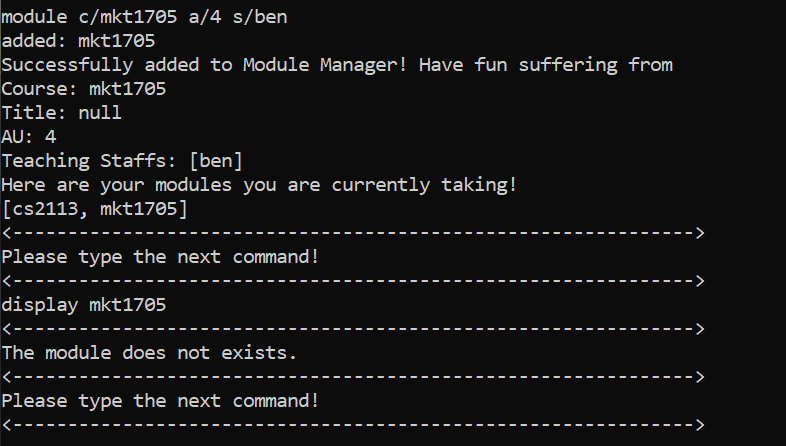 module c/mkt1705 a/4 s/ben
added: mkt1705
Successfully added to Module Manager! Have fun suffering from
Course: mkt1705
Title: null
AU: 4
Teaching Staffs: [ben]
Here are your modules you are currently taking!
[cs2113, mkt1705]
<-------------------------------------------------------------->
Please type the next command!
<-------------------------------------------------------------->
display mkt1705
<-------------------------------------------------------------->
The module does not exists.
<-------------------------------------------------------------->
Please type the next command!
<-------------------------------------------------------------->